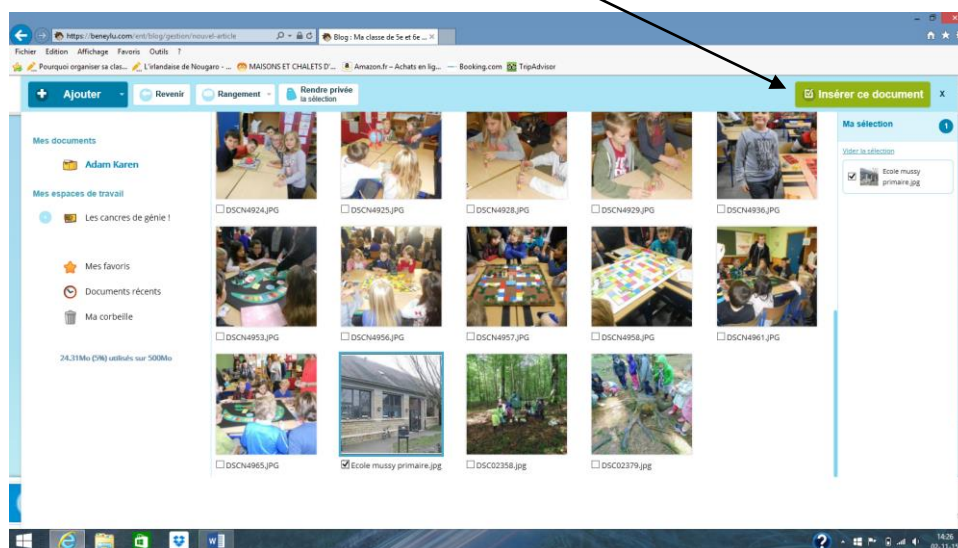 https://beneylu.com/ent/blog/gestion/nouvel-article
Blog : Ma classe de 5e et 6e ...
Fichier Edition Affichage Favoris Outils ?
Pourquoi organiser sa clas... L'irlandaise de Nougaro - ... MAISONS ET CHALETS D'... Amazon.fr – Achats en lig... Booking.com TripAdvisor
Ajouter Revenir Rangement Rendre privée
la sélection
Insérer ce document x
Mes documents
Adam Karen
Mes espaces de travail
Les cancres de génie !
Mes favoris
Documents récents
Ma corbeille
24.31Mo (5%) utilisés sur 500Mo
DSCN4924.JPG DSCN4925.JPG DSCN4928.JPG DSCN4929.JPG DSCN4936.JPG
DSCN4953.JPG DSCN4956.JPG DSCN4957.JPG DSCN4958.JPG DSCN4961.JPG
DSCN4965.JPG Ecole mussy primaire.jpg DSC02358.jpg DSC02379.jpg
Ma sélection 1
Vider la sélection
Ecole mussy
primaire.jpg
14:26